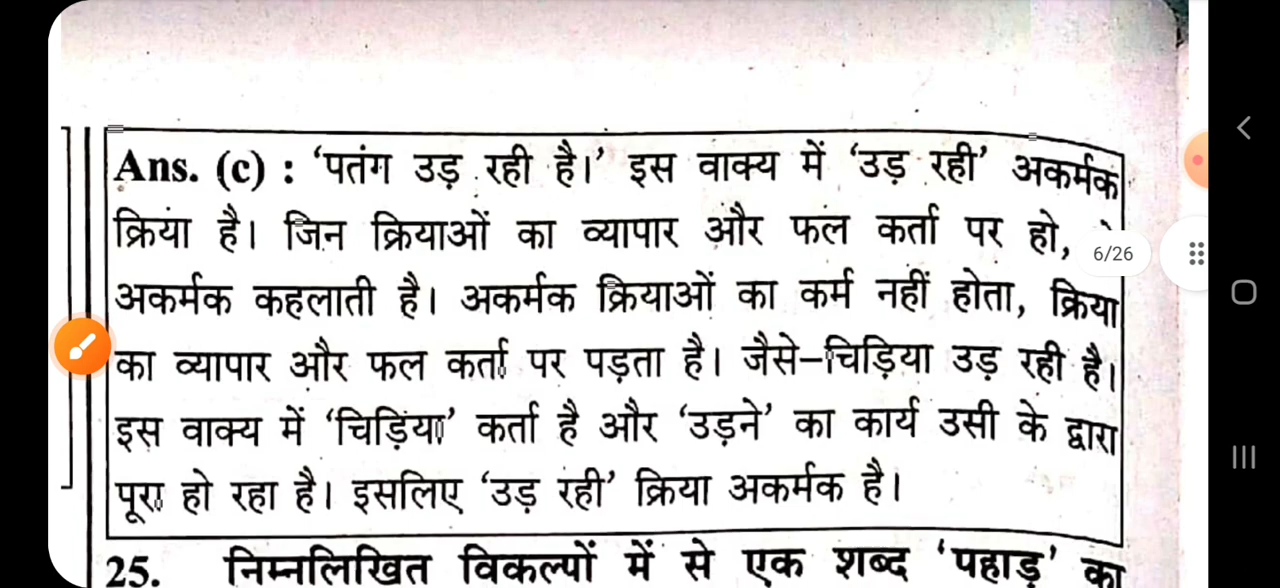 Ans. (c) : ‘पतंग उड़ रही है।’ इस वाक्य में ‘उड़ रही’ अकर्मक
क्रिया है। जिन क्रियाओं का व्यापार और फल कर्ता पर हो,
6/26
अकर्मक कहलाती है। अकर्मक क्रियाओं का कर्म नहीं होता, क्रिया
का व्यापार और फल कर्ता पर पड़ता है। जैसे–चिड़िया उड़ रही है।
इस वाक्य में ‘चिड़िया’ कर्ता है और ‘उड़ने’ का कार्य उसी के द्वारा
पूरा हो रहा है। इसलिए ‘उड़ रही’ क्रिया अकर्मक है।
25. निम्नलिखित विकल्पों में से एक शब्द ‘पहाड़’ का